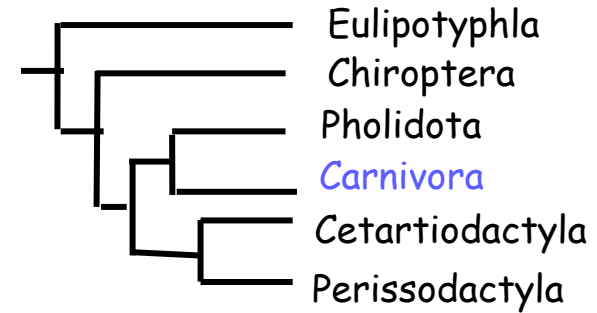 Eulipotyphla
Chiroptera
Pholidota
Carnivora
Cetartiodactyla
Perissodactyla